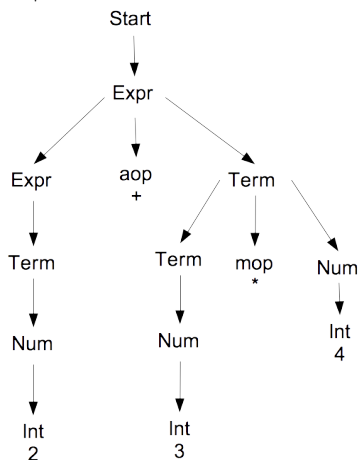 Start
Expr
Expr aop Term
+
Term Term mop Num
*
Num Num Int
4
Int Int
2 3